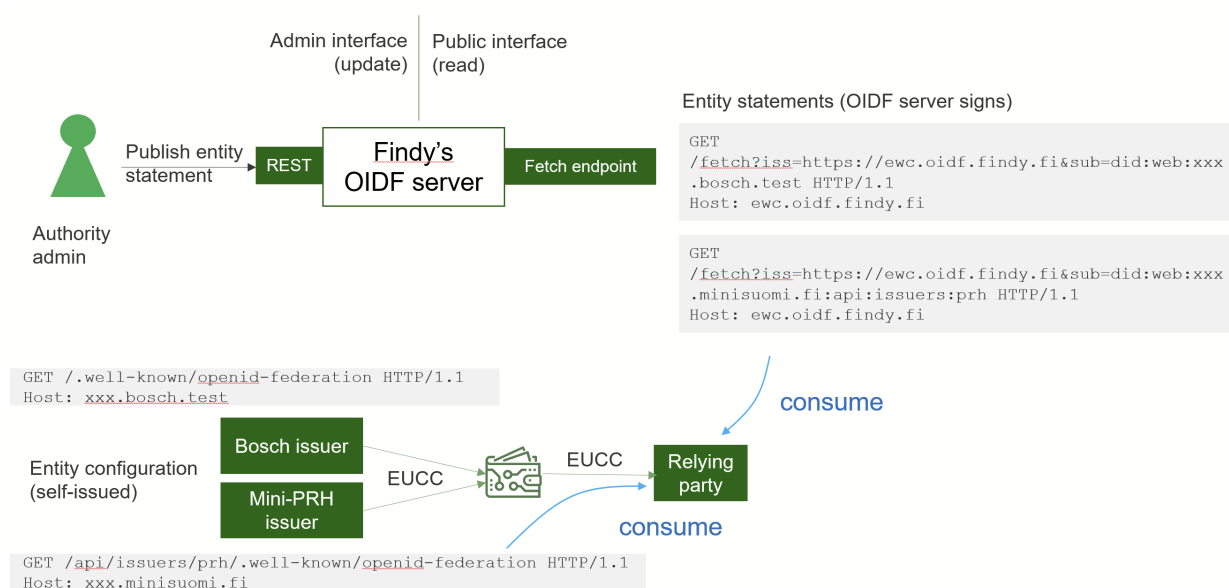 Admin interface
(update)
Public interface
(read)
Entity statements (OIDF server signs)
Publish entity
statement
REST
Findy's
OIDF server
Fetch endpoint
Authority
admin
GET
/fetch?iss=https://ewc.oidf.findy.fi&sub=did:web:xxx
.bosch.test HTTP/1.1
Host: ewc.oidf.findy.fi
GET
/fetch?iss=https://ewc.oidf.findy.fi&sub=did:web:xxx
.minisuomi.fi:api:issuers:prh HTTP/1.1
Host: ewc.oidf.findy.fi
GET /.well-known/openid-federation HTTP/1.1
Host: xxx.bosch.test
consume
Entity configuration
(self-issued)
Bosch issuer
Mini-PRH
issuer
EUCC
EUCC
Relying
party
consume
GET /api/issuers/prh/.well-known/openid-federation HTTP/1.1
Host: xxx.minisuomi.fi